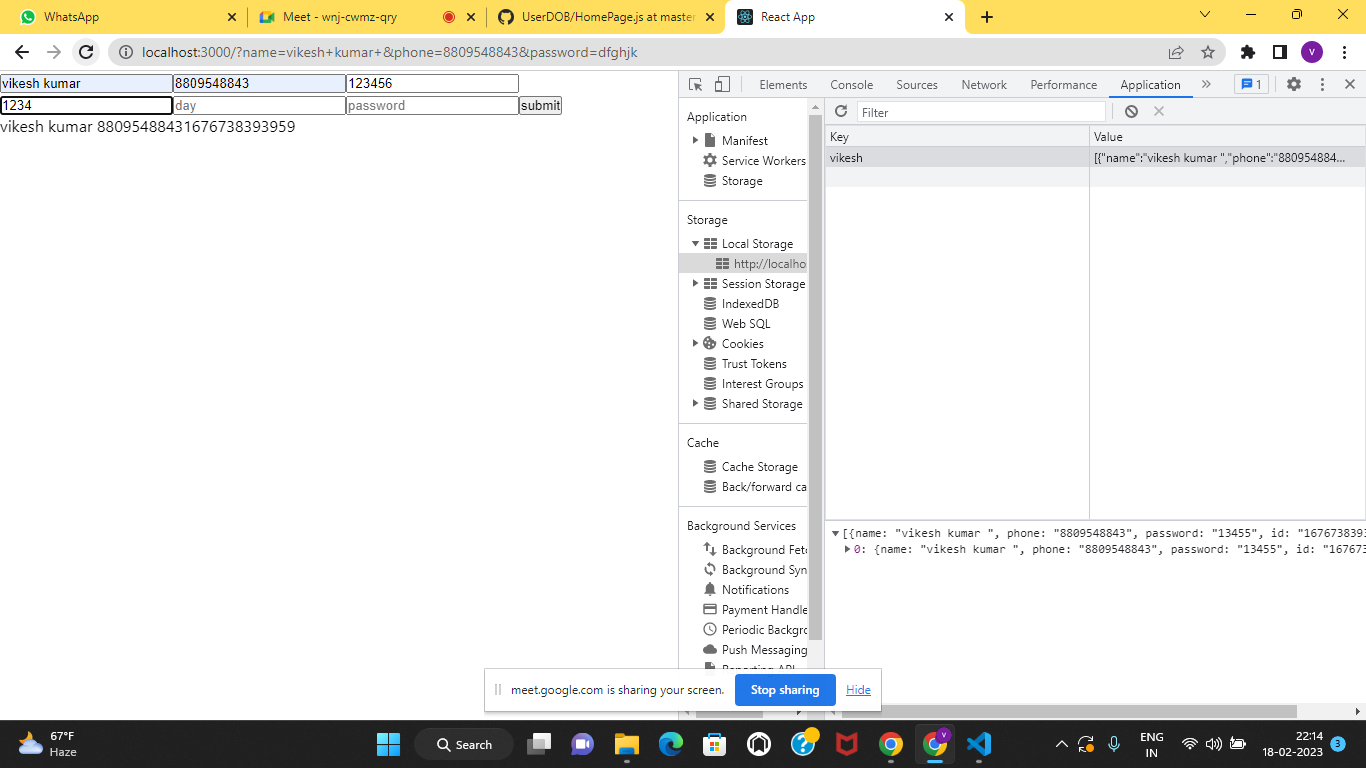 WhatsApp
Meet - wnj-cwmz-qry
UserDOB/HomePage.js at master
React App
localhost:3000/?name=vikesh+kumar+&phone=8809548843&password=dfghjk
V
vikesh kumar 8809548843 123456
1234 day password submit
vikesh kumar 88095488431676738393959
Elements Console Sources Network Performance Application » 1
Filter
Application
Manifest
Service Workers
Storage
Storage
Local Storage
http://localho
Session Storage
IndexedDB
Web SQL
Cookies
Trust Tokens
Interest Groups
Shared Storage
Cache
Cache Storage
Back/forward ca
Background Services
Background Fetc
Background Syn
Notifications
Payment Handle
Periodic Backgro
Push Messaging
Reporting API
Key Value
vikesh [{"name":"vikesh kumar ","phone":"880954884…
[{name: "vikesh kumar ", phone: "8809548843", password: "13455", id: "1676738393
0: {name: "vikesh kumar ", phone: "8809548843", password: "13455", id: "167673
meet.google.com is sharing your screen. Stop sharing Hide
67°F
Haze
Search
V
ENG
IN
22:14
18-02-2023
3